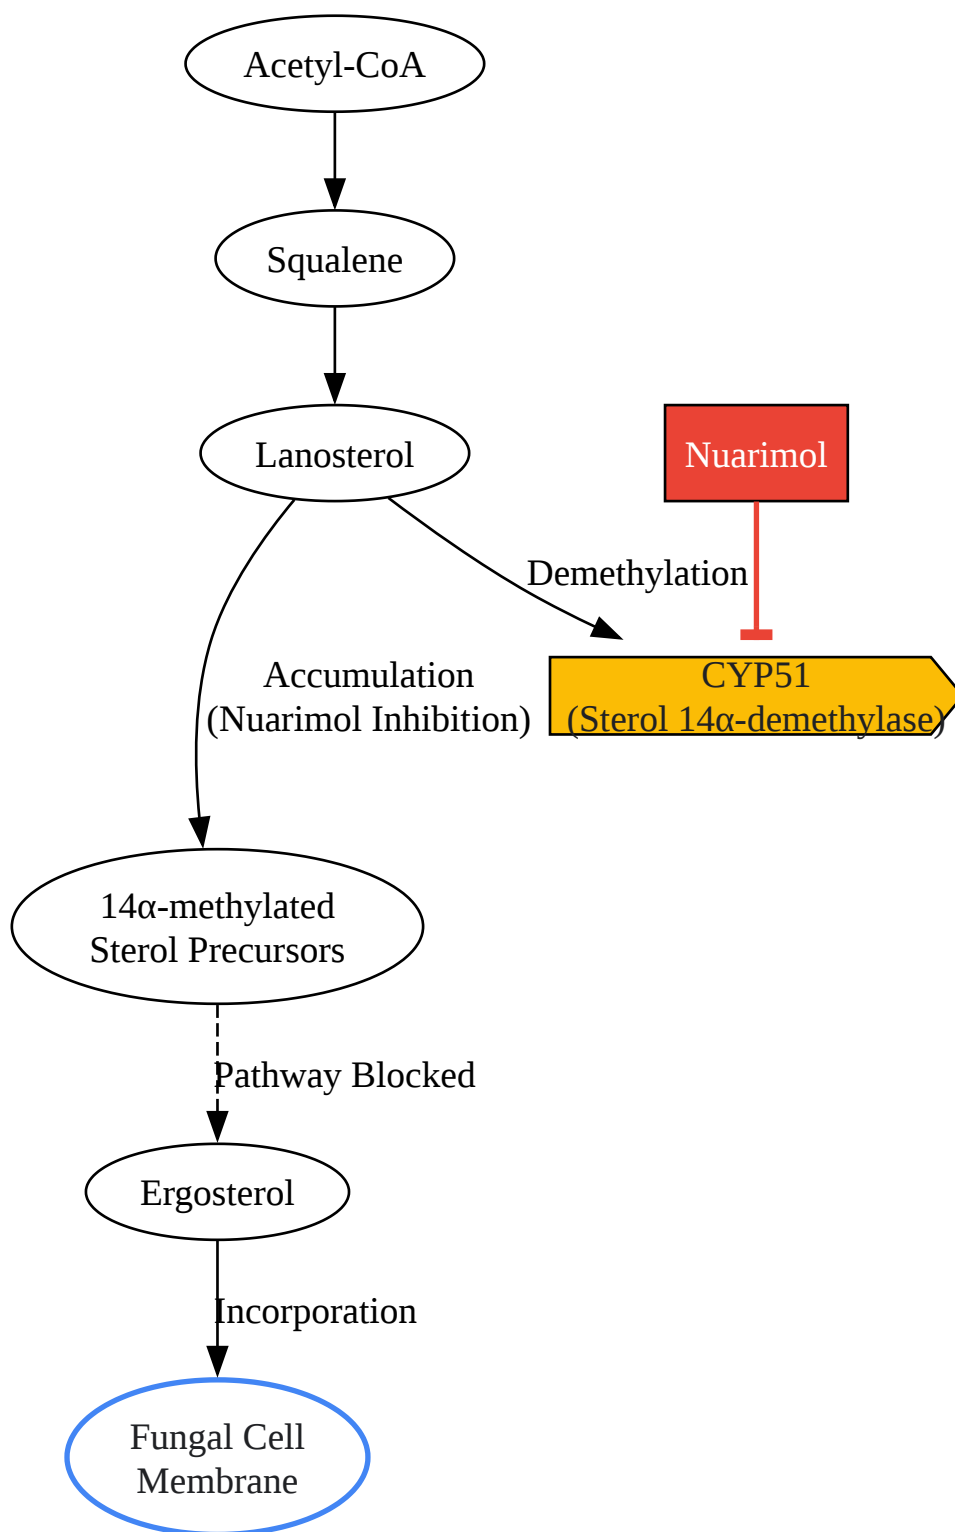 Acetyl-CoA
Squalene
Lanosterol
Nuarimol
Demethylation
Accumulation
(Nuarimol Inhibition)
CYP51
(Sterol 14α-demethylase)
14α-methylated
Sterol Precursors
Pathway Blocked
Ergosterol
Incorporation
Fungal Cell
Membrane